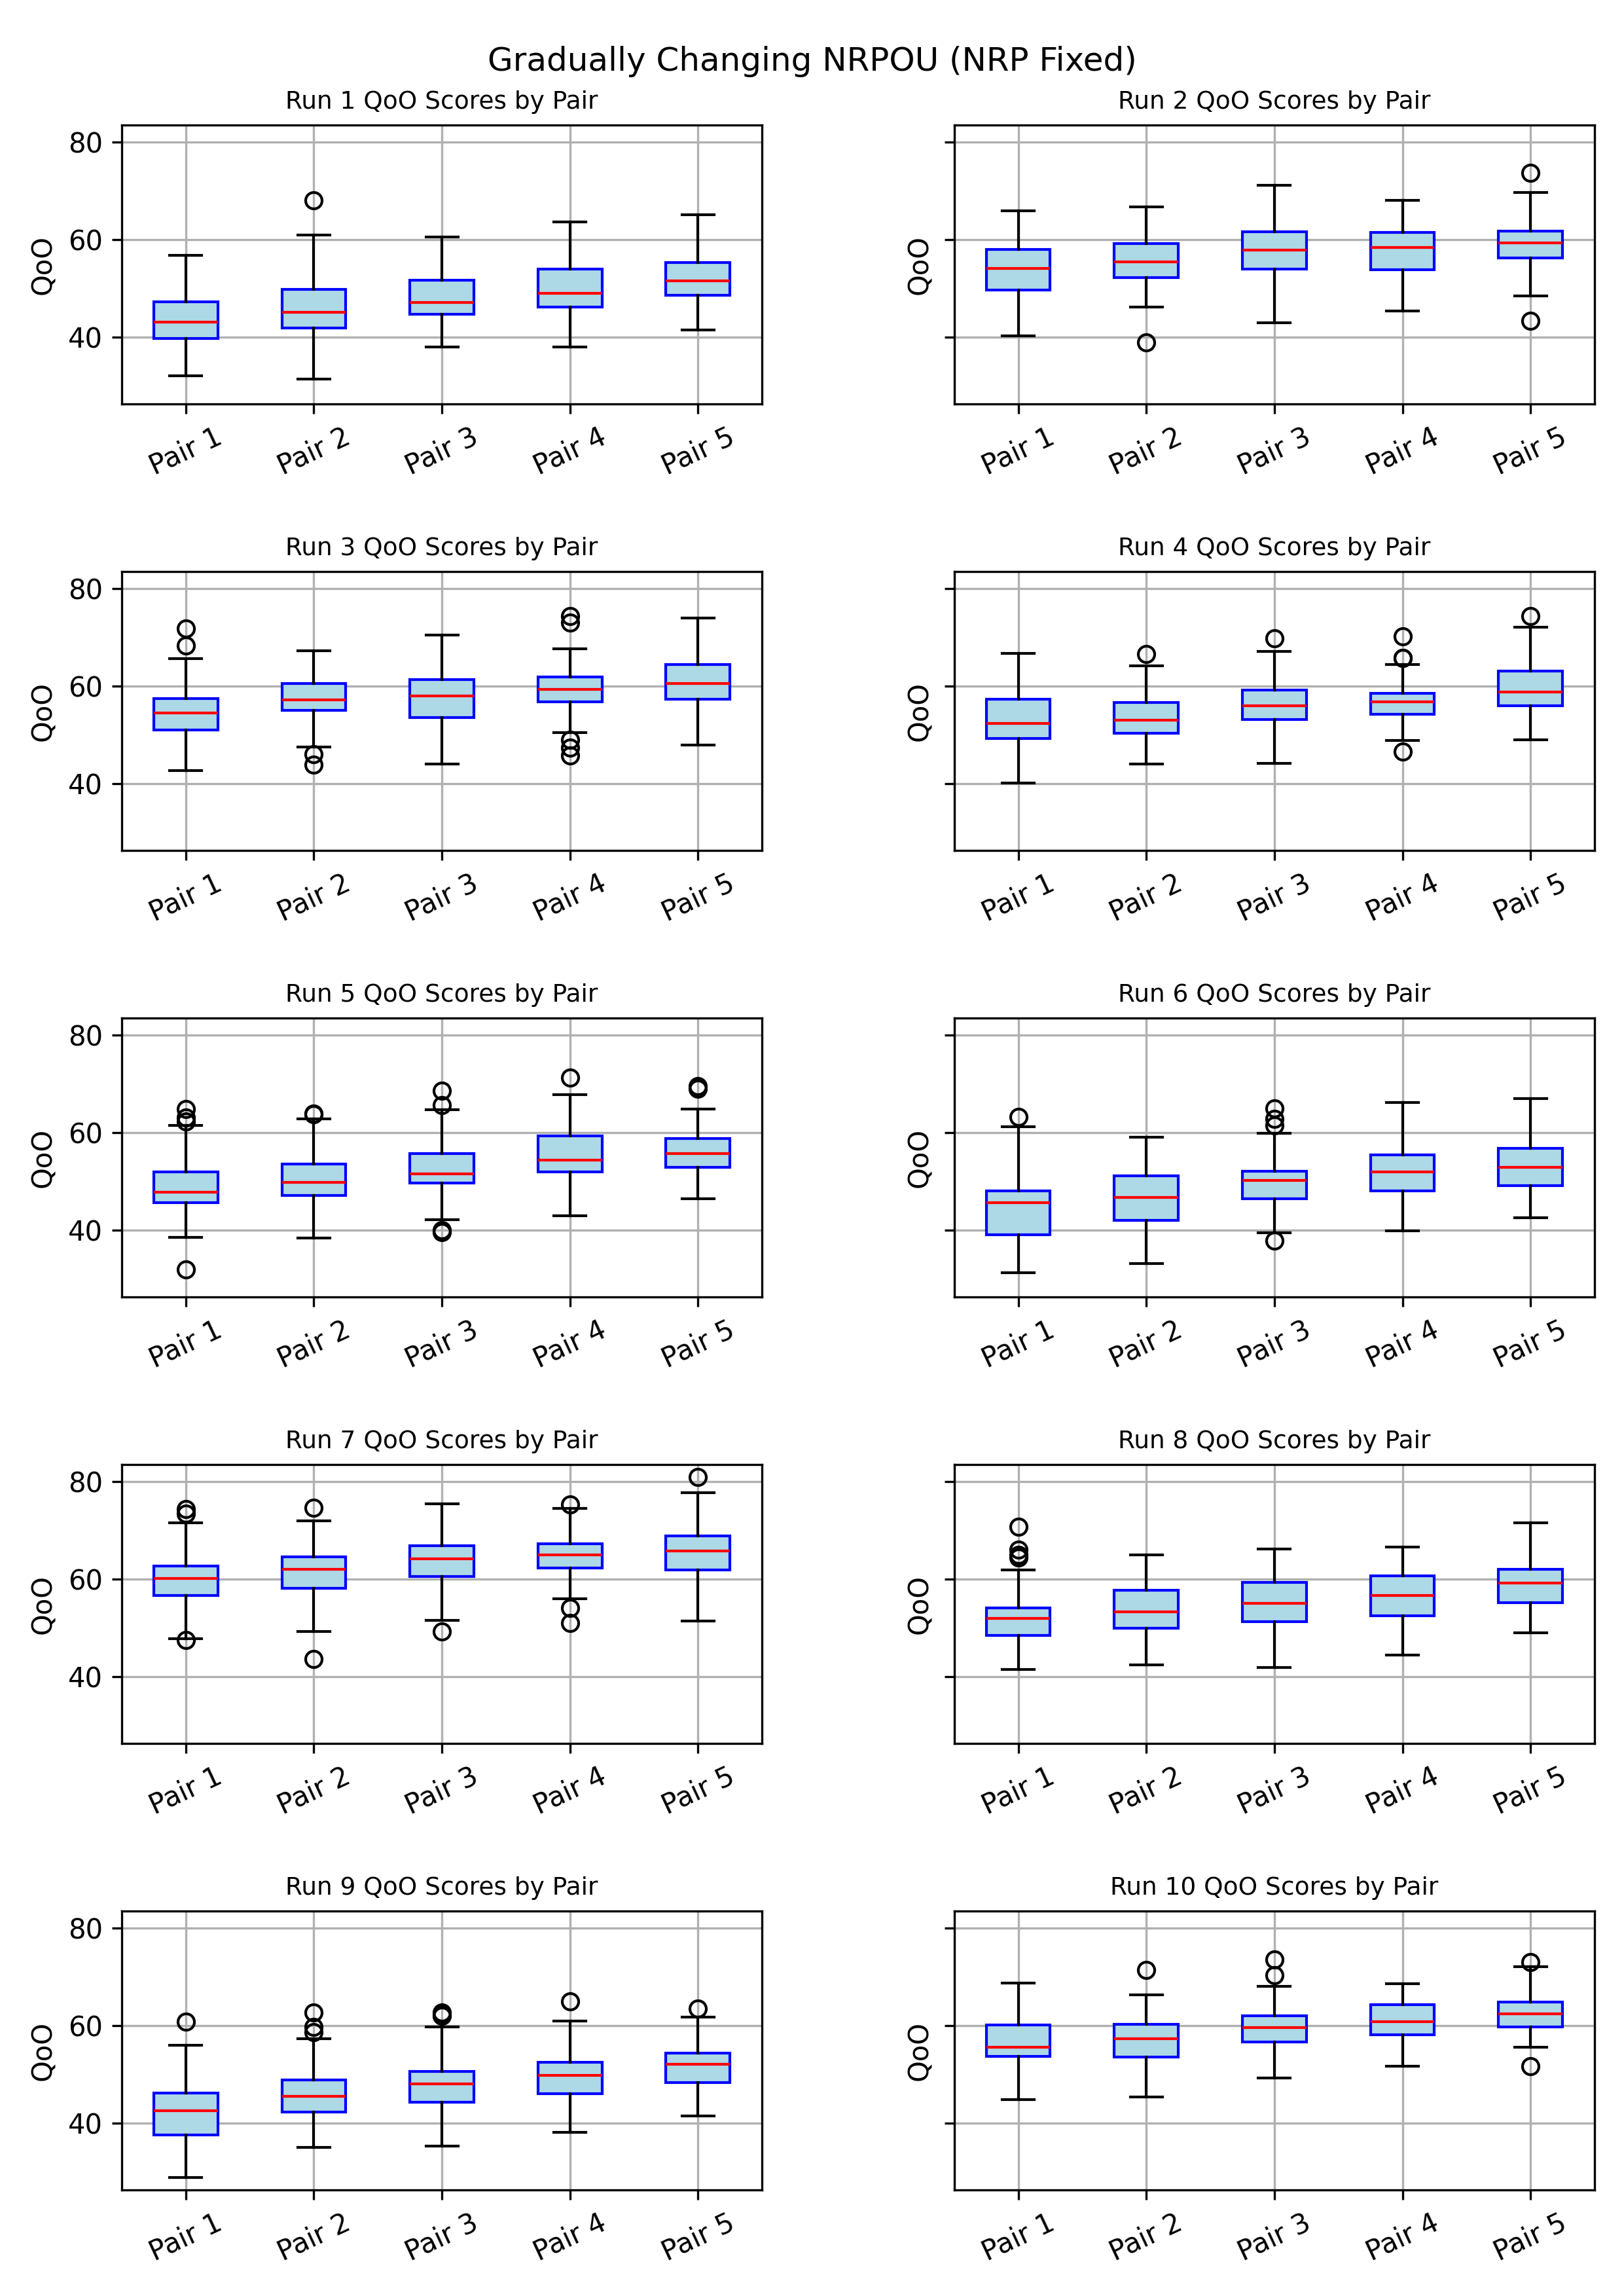 Gradually Changing NRPOU (NRP Fixed)
Run 1 QoO Scores by Pair
80
60
40
QoO
Pair 1
Pair 2
Pair 3
Pair 4
Pair 5
Run 2 QoO Scores by Pair
QoO
Pair 1
Pair 2
Pair 3
Pair 4
Pair 5
Run 3 QoO Scores by Pair
80
60
40
QoO
Pair 1
Pair 2
Pair 3
Pair 4
Pair 5
Run 4 QoO Scores by Pair
QoO
Pair 1
Pair 2
Pair 3
Pair 4
Pair 5
Run 5 QoO Scores by Pair
80
60
40
QoO
Pair 1
Pair 2
Pair 3
Pair 4
Pair 5
Run 6 QoO Scores by Pair
QoO
Pair 1
Pair 2
Pair 3
Pair 4
Pair 5
Run 7 QoO Scores by Pair
80
60
40
QoO
Pair 1
Pair 2
Pair 3
Pair 4
Pair 5
Run 8 QoO Scores by Pair
QoO
Pair 1
Pair 2
Pair 3
Pair 4
Pair 5
Run 9 QoO Scores by Pair
80
60
40
QoO
Pair 1
Pair 2
Pair 3
Pair 4
Pair 5
Run 10 QoO Scores by Pair
QoO
Pair 1
Pair 2
Pair 3
Pair 4
Pair 5